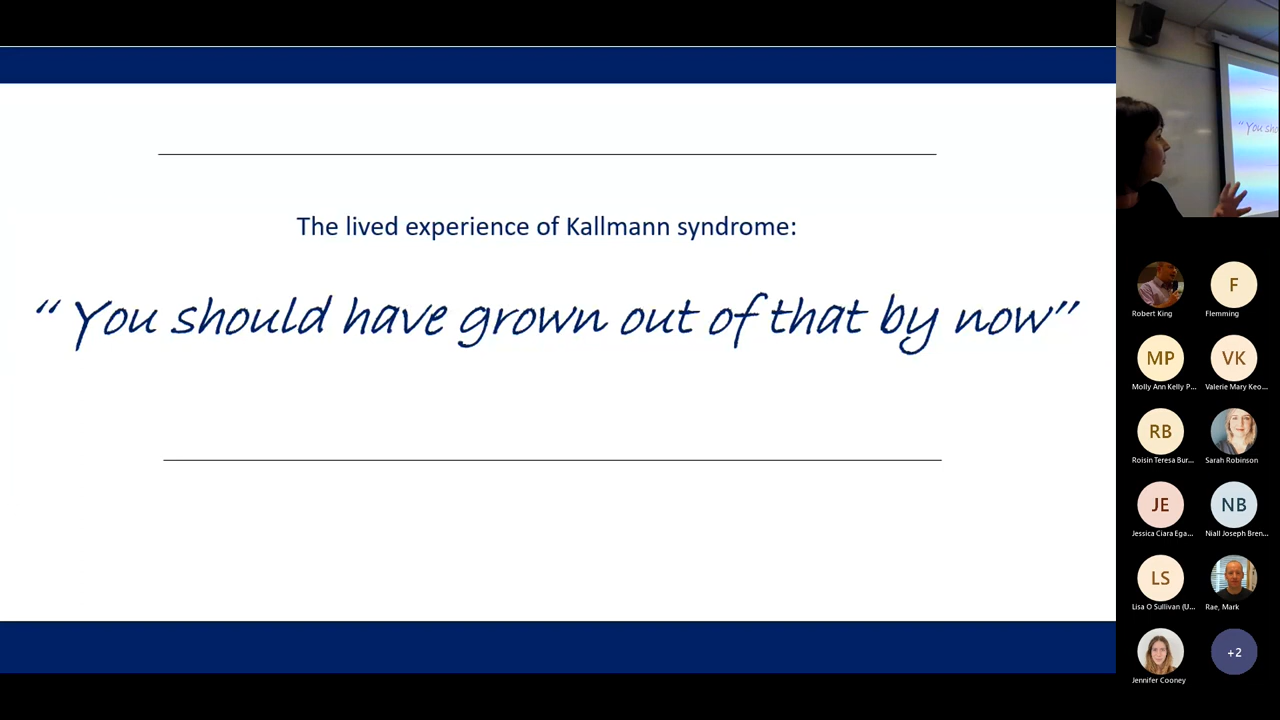 The lived experience of Kallmann syndrome:
“You should have grown out of that by now”
“You sho
Robert King
F
Flemming
MP
Molly Ann Kelly P...
VK
Valerie Mary Keo...
RB
Roisin Teresa Bur...
Sarah Robinson
JE
Jessica Ciara Ega...
NB
Niall Joseph Bren...
LS
Lisa O Sullivan (U...
Rae, Mark
Jennifer Cooney
+2